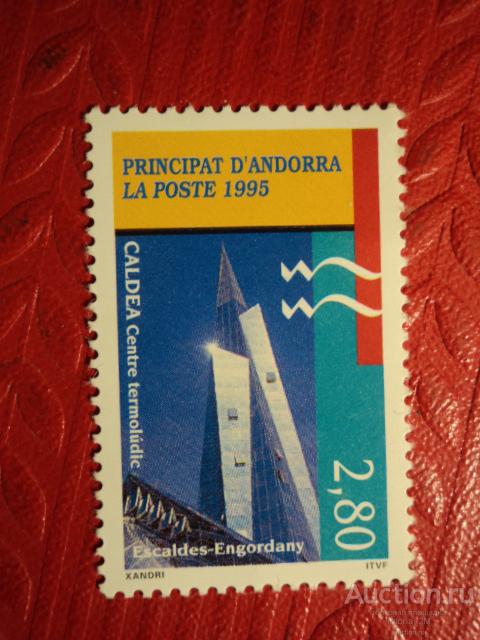 PRINCIPAT D'ANDORRA
LA POSTE 1995
CALDEA Centre termolúdic
2,80
Escaldes-Engordany
XANDRI
ITVF
Auction.ru